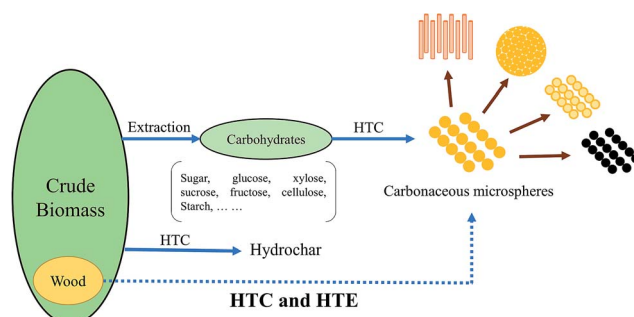 Extraction
Carbohydrates
HTC
Sugar, glucose, xylose,
sucrose, fructose, cellulose,
Starch, … …
Carbonaceous microspheres
Crude
Biomass
HTC
Hydrochar
Wood
HTC and HTE